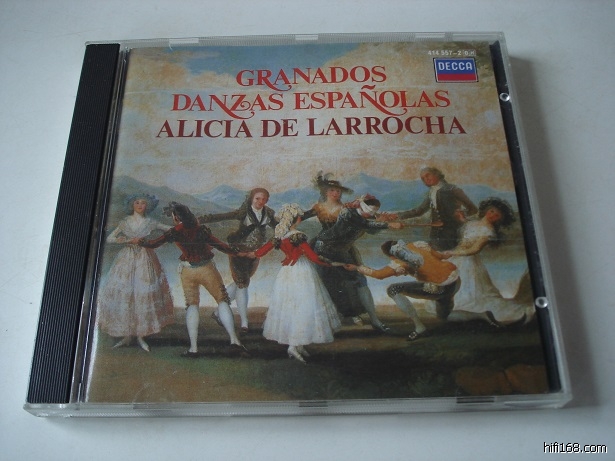 DECCA
GRANADOS
DANZAS ESPAÑOLAS
ALICIA DE LARROCHA
hifi168.com